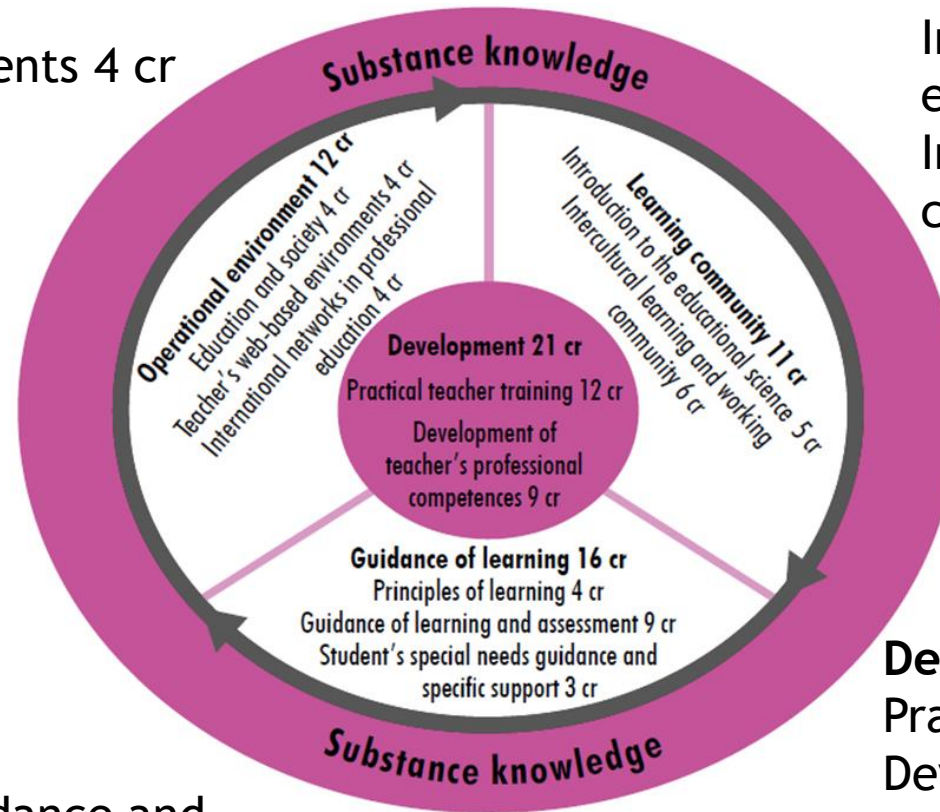 ents 4 cr
Substance knowledge
Operational environment 12 cr
Education and society 4 cr
Teacher's web-based environments 4 cr
International networks in professional
education 4 cr
Learning community 11 cr
Introduction to the educational science 5 cr
Intercultural learning and working
community 6 cr
Development 21 cr
Practical teacher training 12 cr
Development of
teacher's professional
competences 9 cr
Guidance of learning 16 cr
Principles of learning 4 cr
Guidance of learning and assessment 9 cr
Student's special needs guidance and
specific support 3 cr
Substance knowledge
De
Pra
Dev